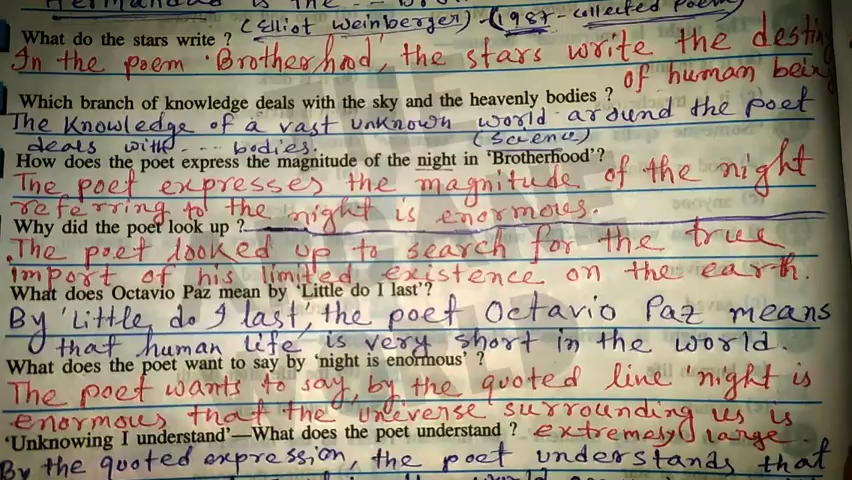 Hermandad is the
(Elliot Weinberger) - (1987 - collected poem)
What do the stars write ?
In the poem 'Brotherhood', the stars write the destin
of human being
Which branch of knowledge deals with the sky and the heavenly bodies ?
The Knowledge of a vast unknown world around the poet
deals with --- bodies. (Science)
How does the poet express the magnitude of the night in 'Brotherhood'?
The poet expresses the magnitude of the night
referring to the night is enormous.
Why did the poet look up ?
The poet looked up to search for the true
import of his limited existence on the earth.
What does Octavio Paz mean by 'Little do I last'?
By 'Little do I last', the poet Octavio Paz means
that human life is very short in the world.
What does the poet want to say by 'night is enormous' ?
The poet wants to say, by the quoted line 'night is
enormous that the universe surrounding us is
extremely large.
'Unknowing I understand'—What does the poet understand ?
By the quoted expression, the poet understands that